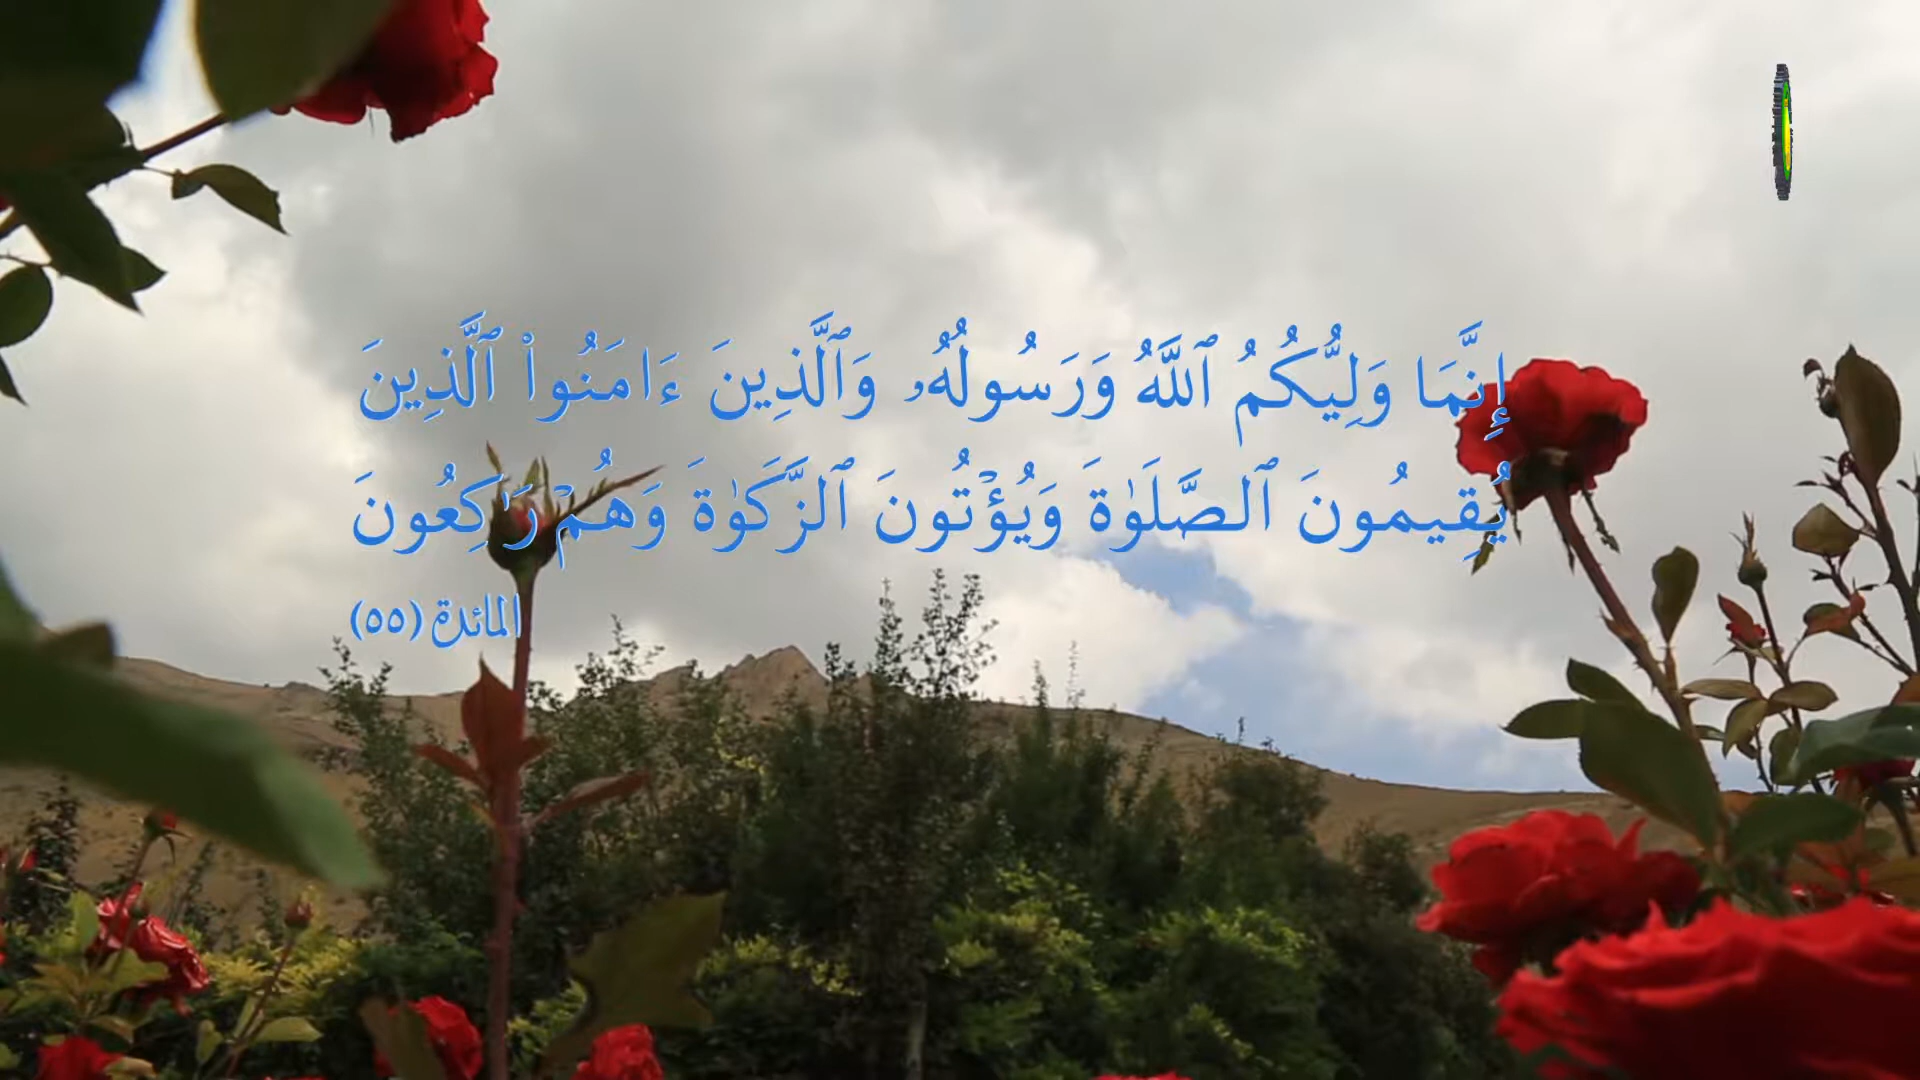 إِنَّمَا وَلِيُّكُمُ ٱللَّهُ وَرَسُولُهُۥ وَٱلَّذِينَ ءَامَنُوا۟ ٱلَّذِينَ
يُقِيمُونَ ٱلصَّلَوٰةَ وَيُؤْتُونَ ٱلزَّكَوٰةَ وَهُمْ رَٰكِعُونَ
المائدة (٥٥)